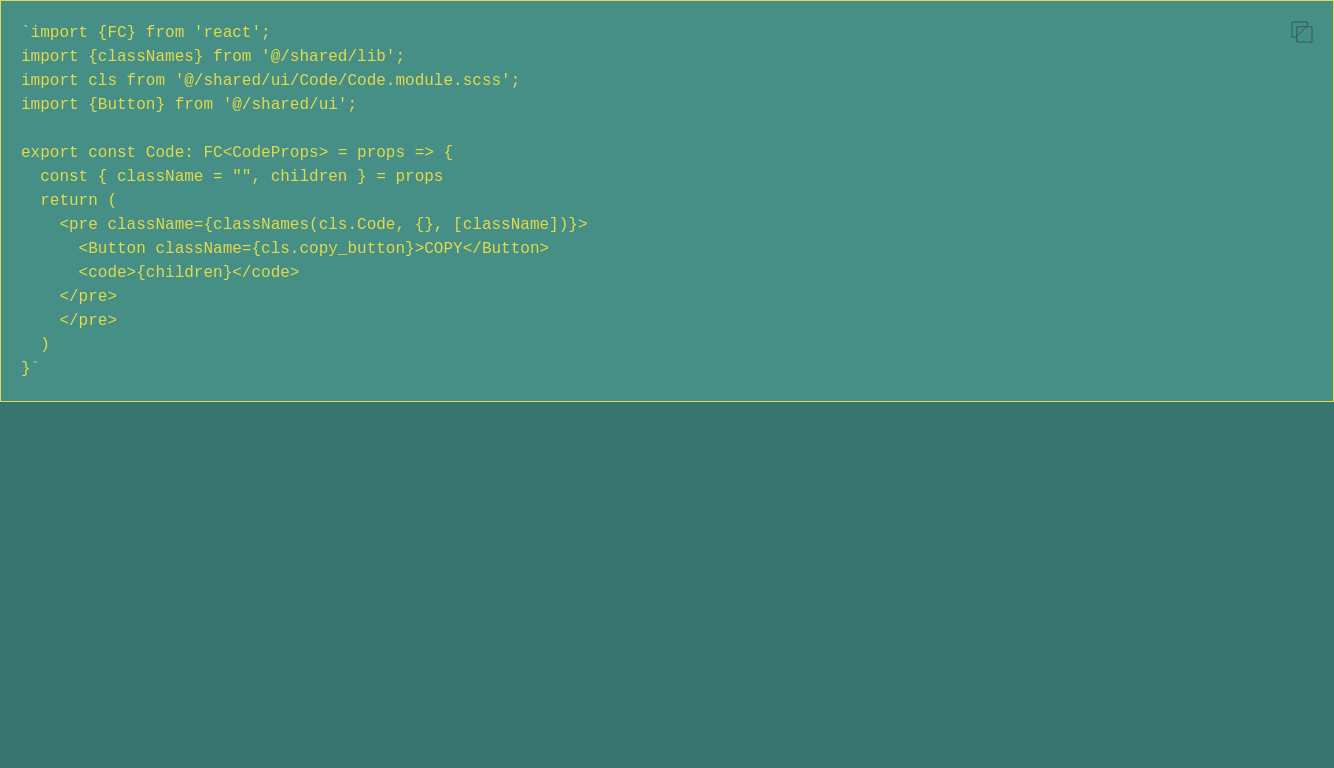 `import {FC} from 'react';
import {classNames} from '@/shared/lib';
import cls from '@/shared/ui/Code/Code.module.scss';
import {Button} from '@/shared/ui';

export const Code: FC<CodeProps> = props => {
  const { className = "", children } = props
  return (
    <pre className={classNames(cls.Code, {}, [className])}>
      <Button className={cls.copy_button}>COPY</Button>
      <code>{children}</code>
    </pre>
    </pre>
  )
}`